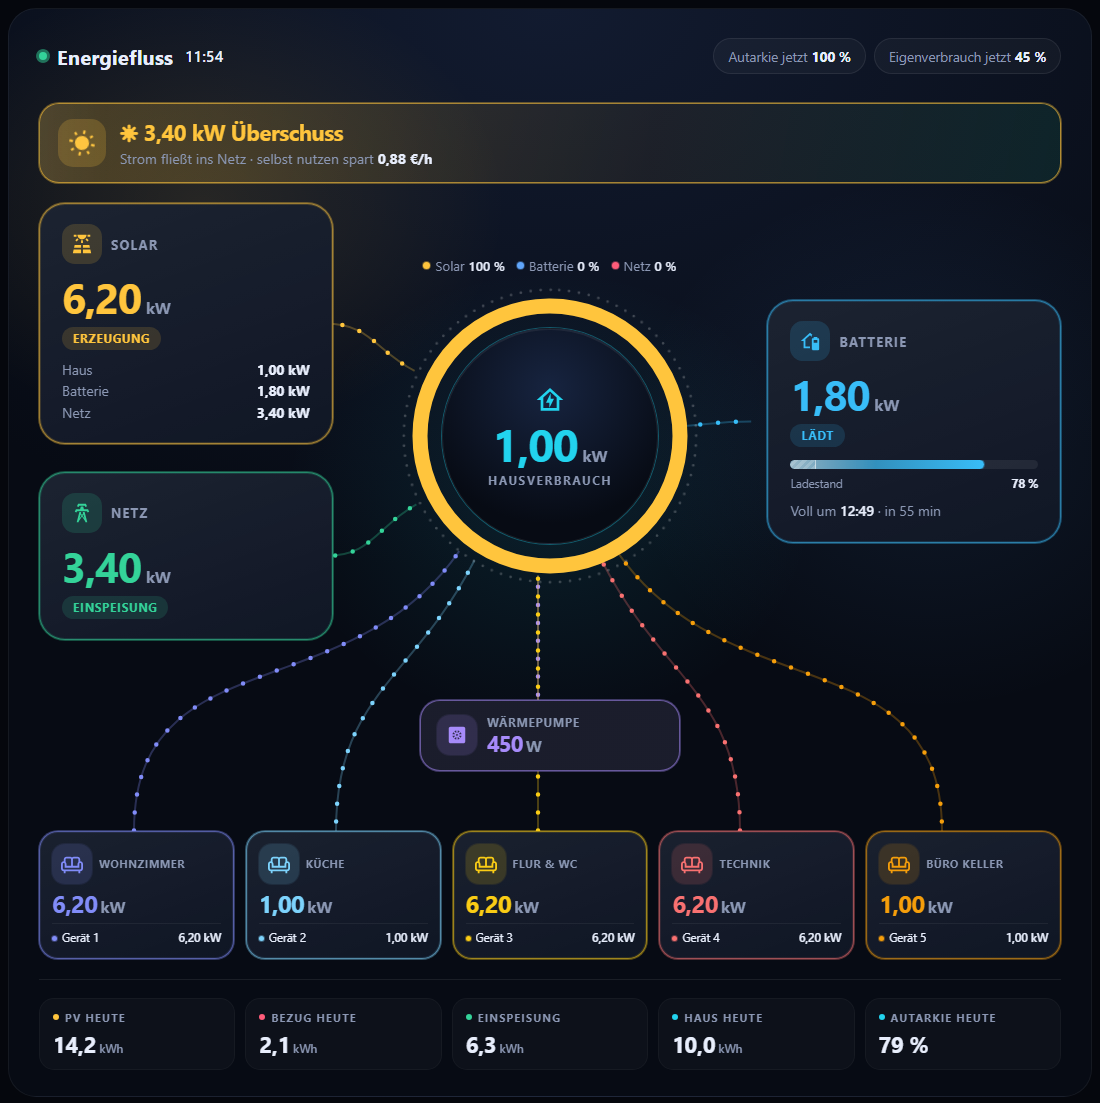 Energiefluss 11:54
Autarkie jetzt 100 %
Eigenverbrauch jetzt 45 %
3,40 kW Überschuss
Strom fließt ins Netz · selbst nutzen spart 0,88 €/h
SOLAR
6,20 kW
ERZEUGUNG
Haus 1,00 kW
Batterie 1,80 kW
Netz 3,40 kW
Solar 100 % Batterie 0 % Netz 0 %
1,00 kW
HAUSVERBRAUCH
BATTERIE
1,80 kW
LÄDT
Ladestand 78 %
Voll um 12:49 · in 55 min
NETZ
3,40 kW
EINSPEISUNG
WÄRMEPUMPE
450 W
WOHNZIMMER
6,20 kW
Gerät 1 6,20 kW
KÜCHE
1,00 kW
Gerät 2 1,00 kW
FLUR & WC
6,20 kW
Gerät 3 6,20 kW
TECHNIK
6,20 kW
Gerät 4 6,20 kW
BÜRO KELLER
1,00 kW
Gerät 5 1,00 kW
PV HEUTE
14,2 kWh
BEZUG HEUTE
2,1 kWh
EINSPEISUNG
6,3 kWh
HAUS HEUTE
10,0 kWh
AUTARKIE HEUTE
79 %